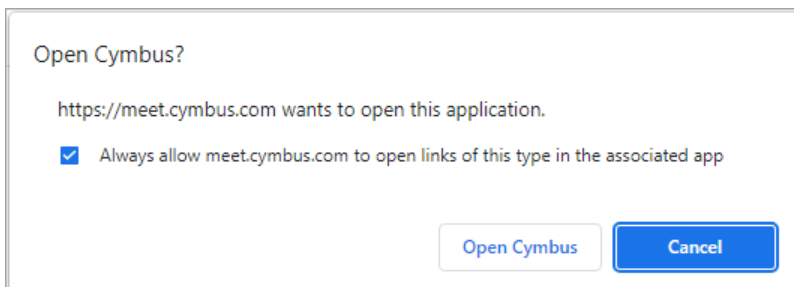 Open Cymbus?
https://meet.cymbus.com wants to open this application.
Always allow meet.cymbus.com to open links of this type in the associated app
Open Cymbus Cancel